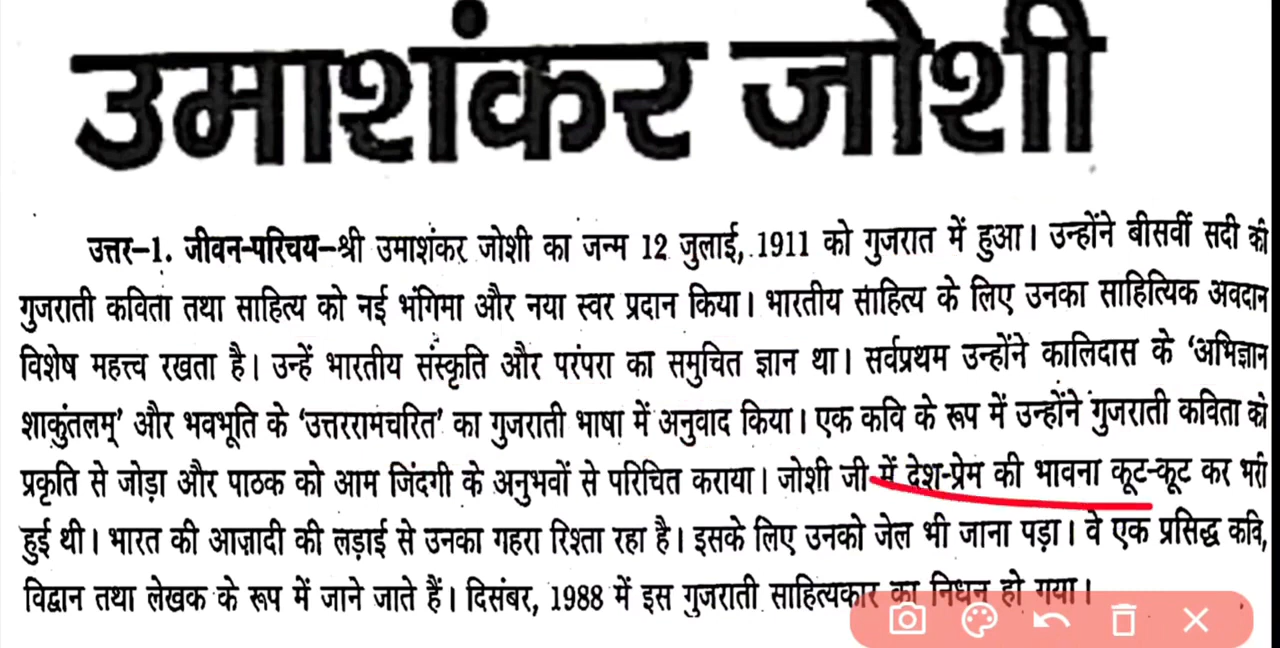 उमाशंकर जोशी
उत्तर–1. जीवन-परिचय–श्री उमाशंकर जोशी का जन्म 12 जुलाई, 1911 को गुजरात में हुआ। उन्होंने बीसवीं सदी की
गुजराती कविता तथा साहित्य को नई भंगिमा और नया स्वर प्रदान किया। भारतीय साहित्य के लिए उनका साहित्यिक अवदान
विशेष महत्त्व रखता है। उन्हें भारतीय संस्कृति और परंपरा का समुचित ज्ञान था। सर्वप्रथम उन्होंने कालिदास के ‘अभिज्ञान
शाकुंतलम्’ और भवभूति के ‘उत्तररामचरित’ का गुजराती भाषा में अनुवाद किया। एक कवि के रूप में उन्होंने गुजराती कविता को
प्रकृति से जोड़ा और पाठक को आम जिंदगी के अनुभवों से परिचित कराया। जोशी जी में देश-प्रेम की भावना कूट-कूट कर भरी
हुई थी। भारत की आज़ादी की लड़ाई से उनका गहरा रिश्ता रहा है। इसके लिए उनको जेल भी जाना पड़ा। वे एक प्रसिद्ध कवि,
विद्वान तथा लेखक के रूप में जाने जाते हैं। दिसंबर, 1988 में इस गुजराती साहित्यकार का निधन हो गया।